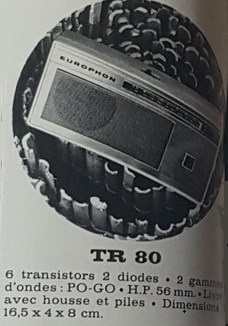 EUROPHON
TR 80
6 transistors 2 diodes • 2 gammes
d'ondes : PO-GO • H.P. 56 mm. • Livré
avec housse et piles • Dimensions
16,5 x 4 x 8 cm.